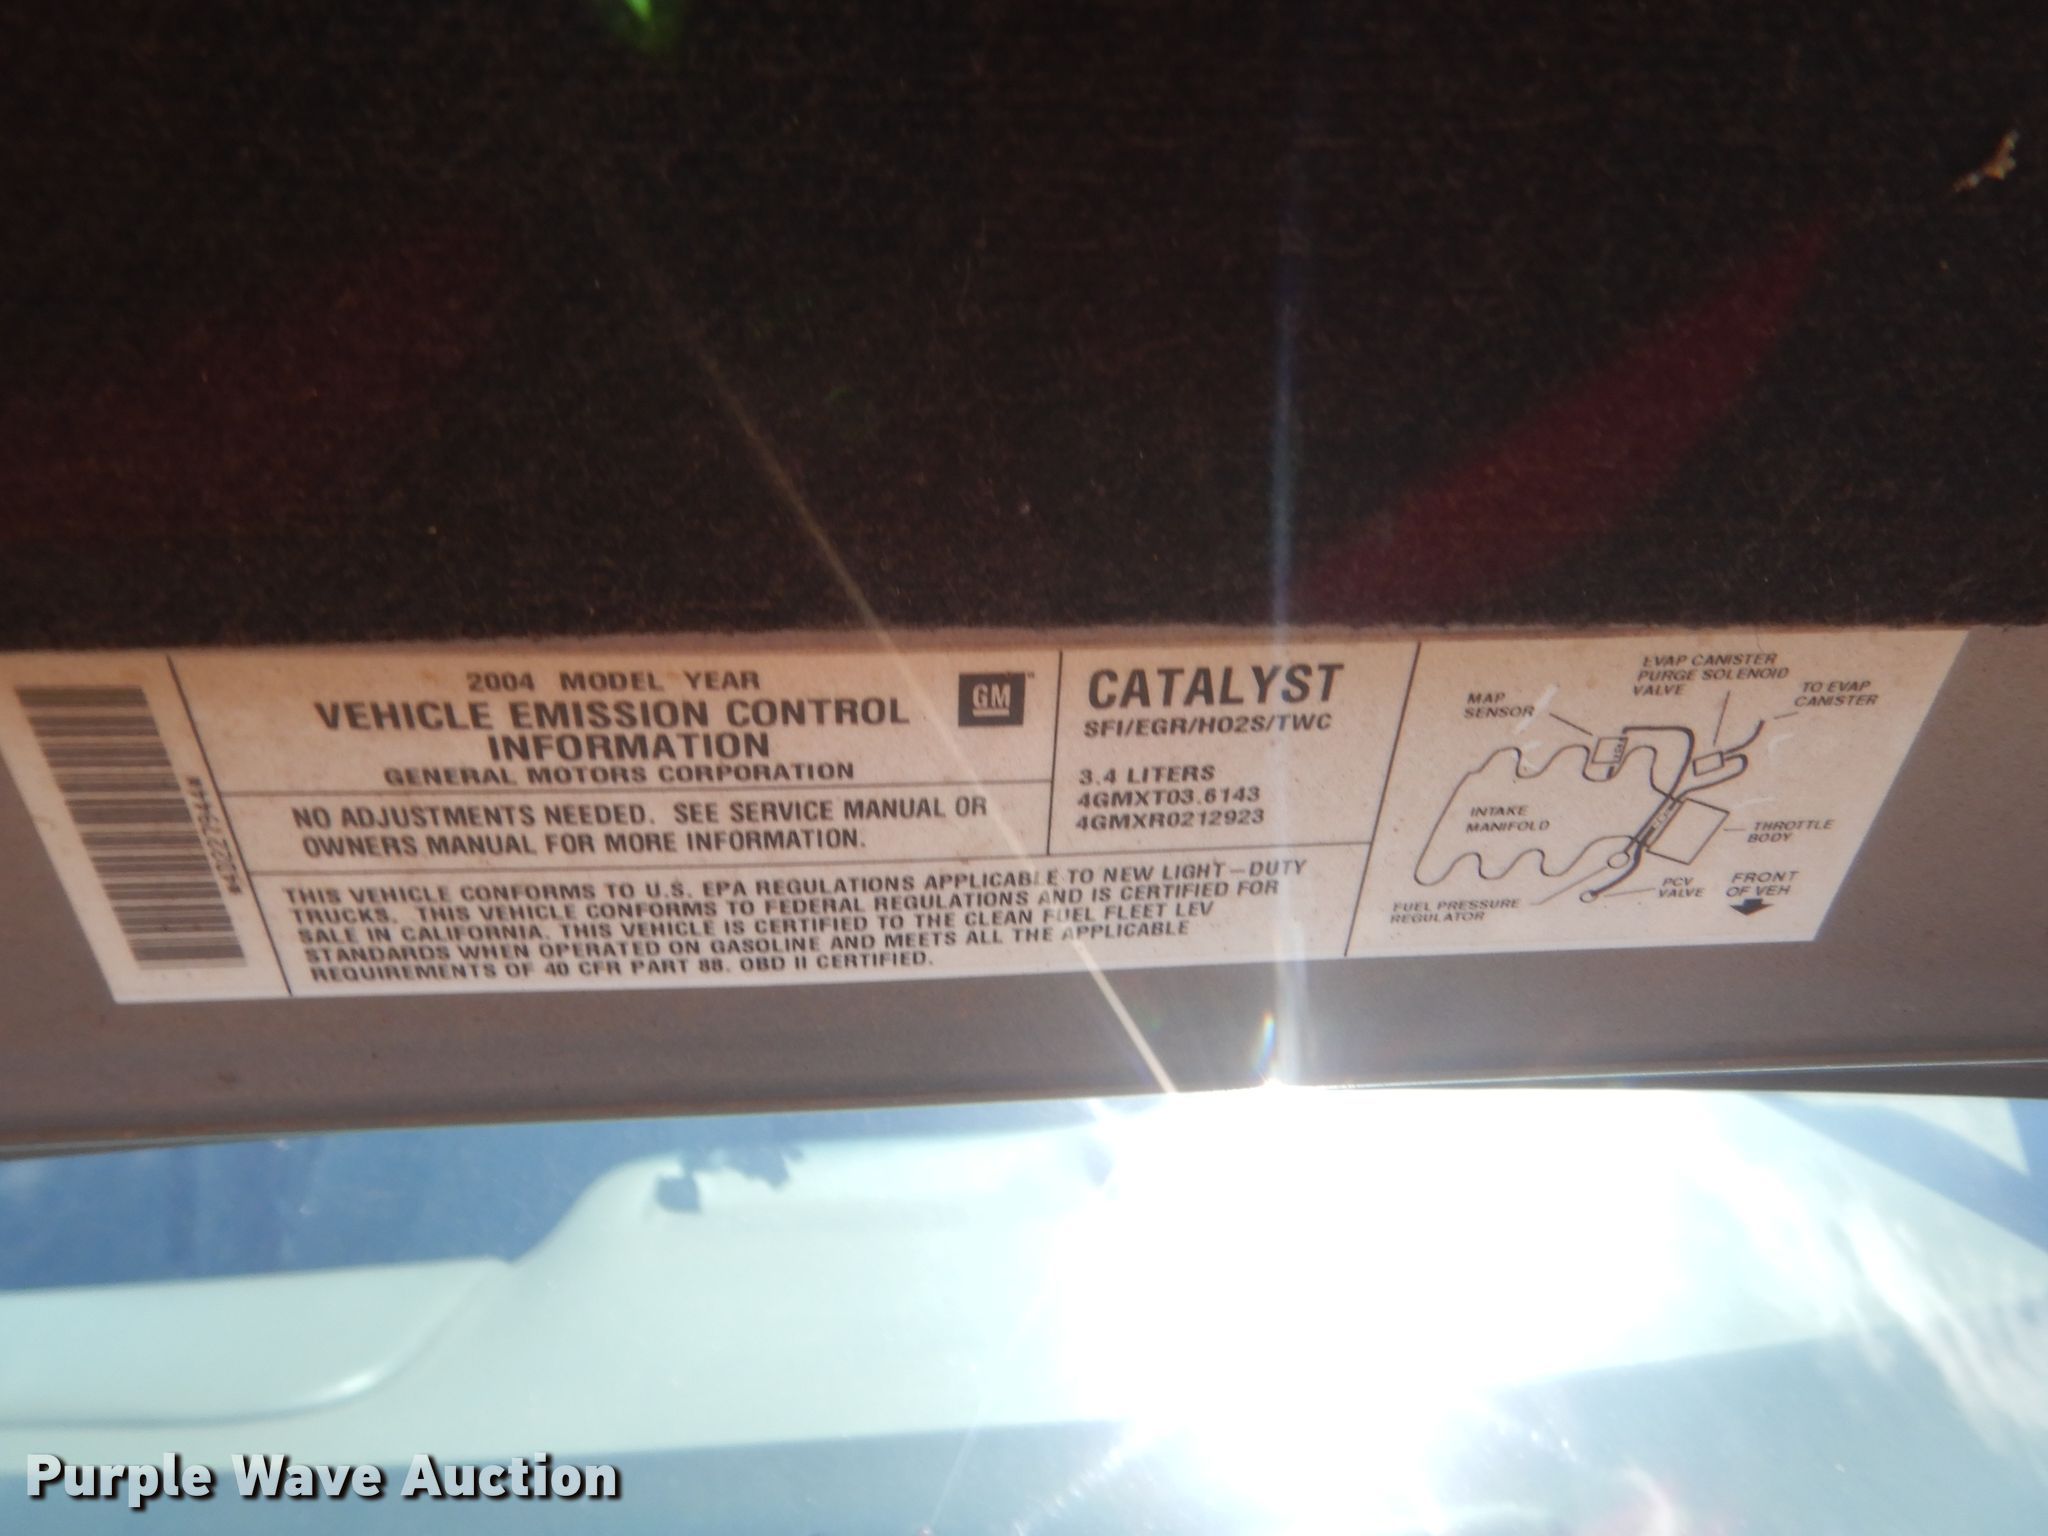 2004 MODEL YEAR
VEHICLE EMISSION CONTROL
INFORMATION
GENERAL MOTORS CORPORATION
GM
NO ADJUSTMENTS NEEDED. SEE SERVICE MANUAL OR
OWNERS MANUAL FOR MORE INFORMATION.
CATALYST
SFI/EGR/HO2S/TWC
3.4 LITERS
4GMXT03.6143
4GMXR0212923
THIS VEHICLE CONFORMS TO U.S. EPA REGULATIONS APPLICABLE TO NEW LIGHT-DUTY
TRUCKS. THIS VEHICLE CONFORMS TO FEDERAL REGULATIONS AND IS CERTIFIED FOR
SALE IN CALIFORNIA. THIS VEHICLE IS CERTIFIED TO THE CLEAN FUEL FLEET LEV
STANDARDS WHEN OPERATED ON GASOLINE AND MEETS ALL THE APPLICABLE
REQUIREMENTS OF 40 CFR PART 88. OBD II CERTIFIED.
EVAP CANISTER
PURGE SOLENOID
VALVE
MAP
SENSOR
TO EVAP
CANISTER
INTAKE
MANIFOLD
THROTTLE
BODY
PCV
VALVE
FRONT
OF VEH
FUEL PRESSURE
REGULATOR
Purple Wave Auction